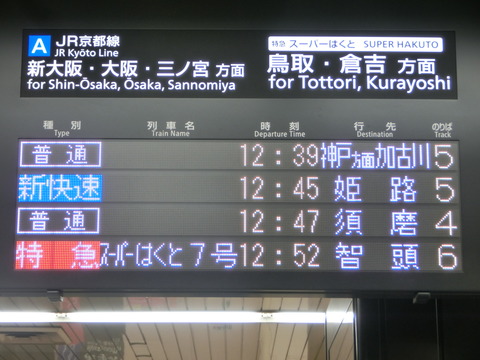 A JR京都線
JR Kyōto Line
新大阪・大阪・三ノ宮 方面
for Shin-Ōsaka, Ōsaka, Sannomiya
特急 スーパーはくと SUPER HAKUTO
鳥取・倉吉 方面
for Tottori, Kurayoshi
種別 列車名 時刻 行先 のりば
Type Train Name Departure Time Destination Track
普通 12:39 神戸方面加古川 5
新快速 12:45 姫路 5
普通 12:47 須磨 4
特急 スーパーはくと 7号 12:52 智頭 6